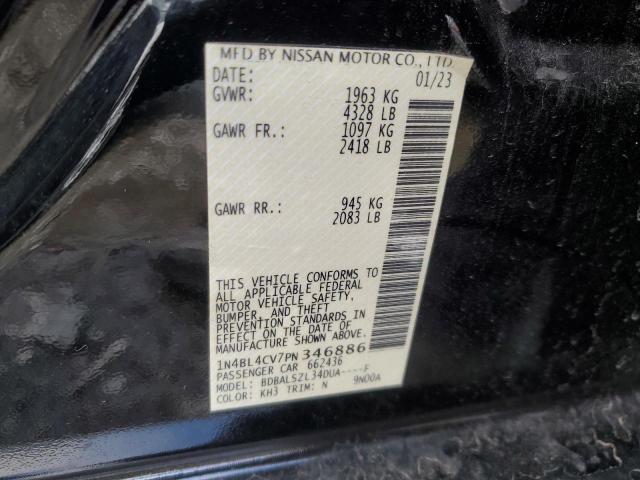 MFD BY NISSAN MOTOR CO., LTD.
DATE: 01/23
GVWR: 1963 KG
4328 LB
GAWR FR.: 1097 KG
2418 LB
GAWR RR.: 945 KG
2083 LB
THIS VEHICLE CONFORMS TO
ALL APPLICABLE FEDERAL
MOTOR VEHICLE SAFETY,
BUMPER, AND THEFT
PREVENTION STANDARDS IN
EFFECT ON THE DATE OF
MANUFACTURE SHOWN ABOVE.
1N4BL4CV7PN346886
PASSENGER CAR 662436
MODEL: BDBALSZL34DUA----F
COLOR: KH3 TRIM: N 9N00A